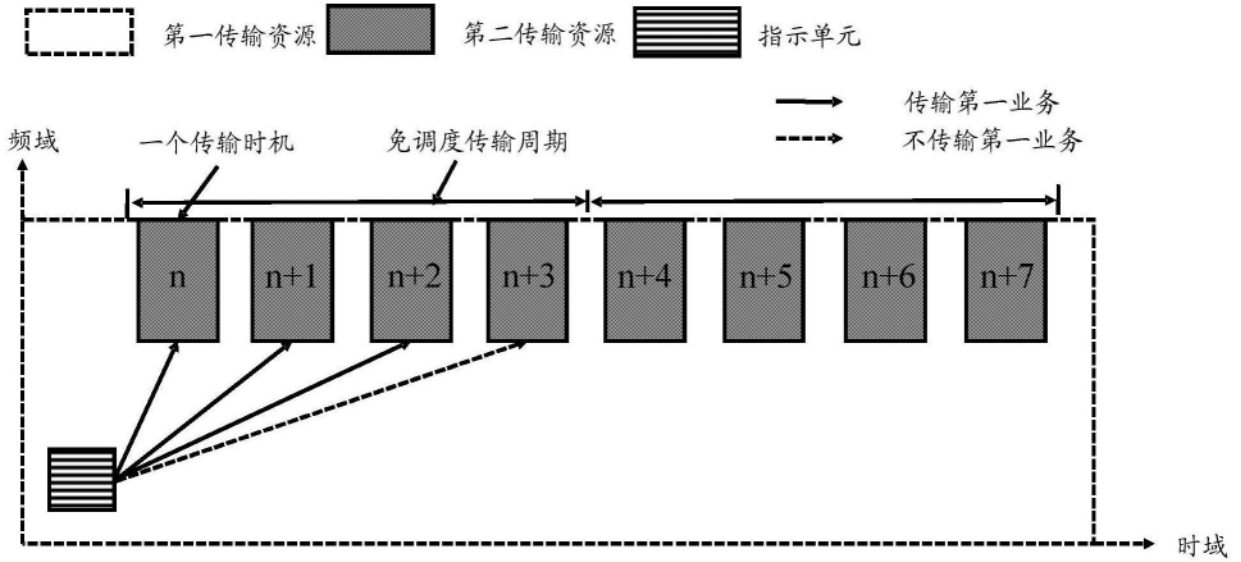 第一传输资源 第二传输资源 指示单元
传输第一业务
频域 一个传输时机 免调度传输周期 不传输第一业务
n n+1 n+2 n+3 n+4 n+5 n+6 n+7
时域